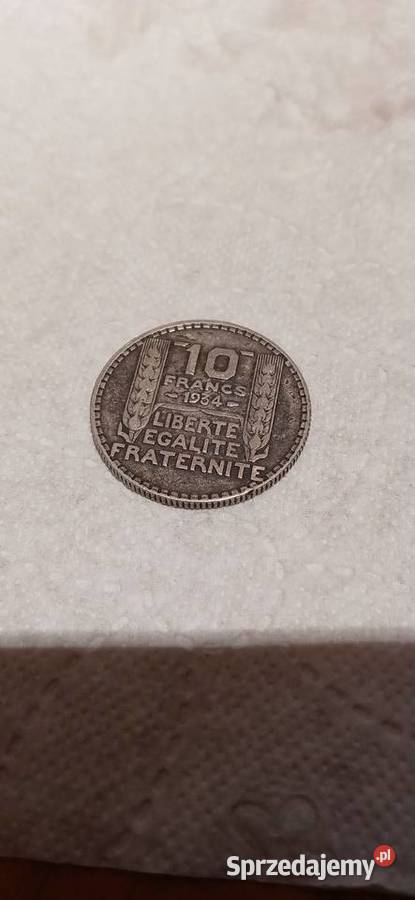 10
FRANCS
1934
LIBERTE
EGALITE
FRATERNITE
Sprzedajemy.pl